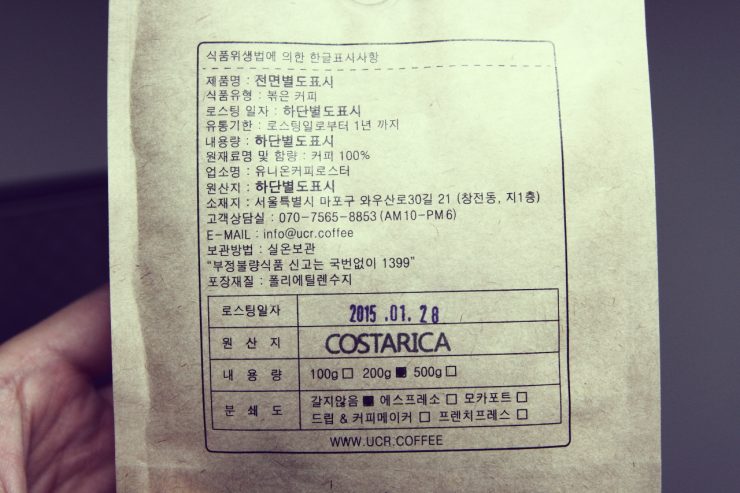 식품위생법에 의한 한글표시사항
제품명 : 전면별도표시
식품유형 : 볶은 커피
로스팅 일자 : 하단별도표시
유통기한 : 로스팅일로부터 1년 까지
내용량 : 하단별도표시
원재료명 및 함량 : 커피 100%
업소명 : 유니온커피로스터
원산지 : 하단별도표시
소재지 : 서울특별시 마포구 와우산로30길 21 (창전동, 지1층)
고객상담실 : 070-7565-8853 (AM10-PM6)
E-MAIL : info@ucr.coffee
보관방법 : 실온보관
“부정불량식품 신고는 국번없이 1399”
포장재질 : 폴리에틸렌수지
로스팅일자 2015.01.28
원 산 지 COSTARICA
내 용 량 100g □ 200g ■ 500g □
분 쇄 도 갈지않음 ■ 에스프레소 □ 모카포트 □
드립 & 커피메이커 □ 프렌치프레스 □
WWW.UCR.COFFEE